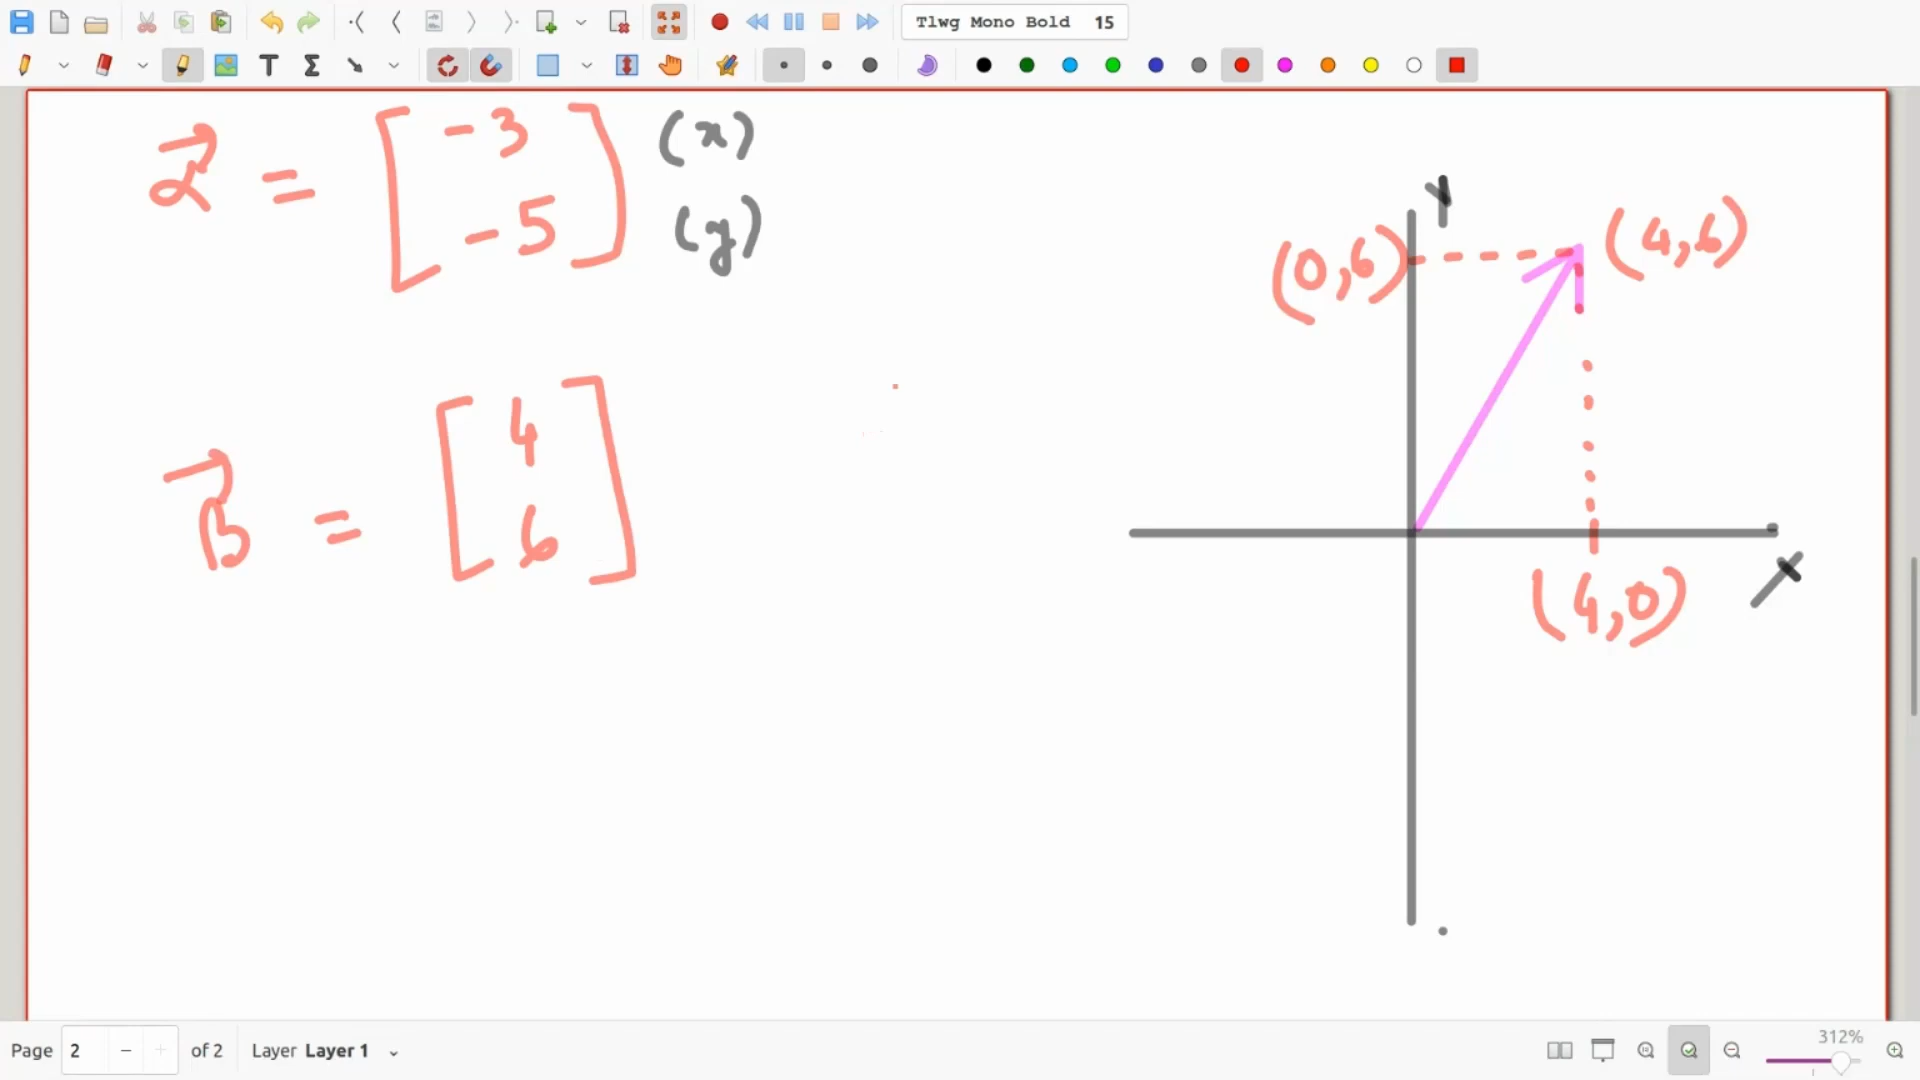 Tlwg Mono Bold 15
T Σ
α = [ -3 (x)
-5 ] (y)
Y
(0,6) (4,6)
B = [ 4
6 ]
X
(4,0)
Page 2 of 2 Layer Layer 1
312%